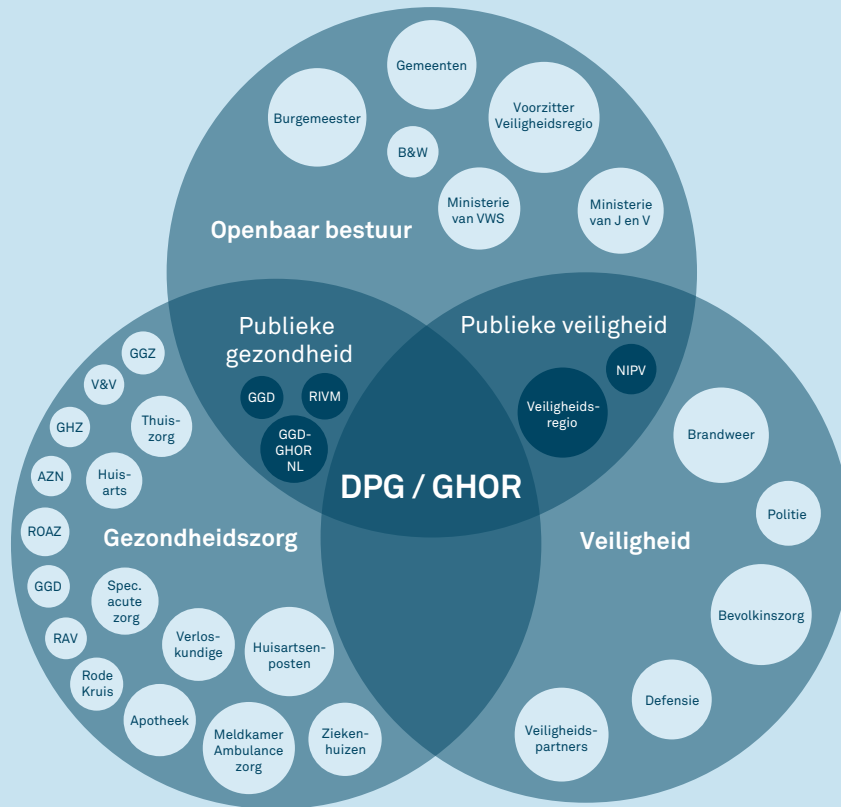 Gemeenten
Burgemeester
Voorzitter
Veiligheidsregio
B&W
Ministerie
van VWS
Ministerie
van J en V
Openbaar bestuur
Publieke
gezondheid
GGD
RIVM
GGD-
GHOR
NL
Publieke veiligheid
NIPV
Veiligheids-
regio
DPG / GHOR
GGZ
V&V
Thuis-
zorg
GHZ
Huis-
arts
AZN
ROAZ
Gezondheidszorg
GGD
Spec.
acute
zorg
RAV
Verlos-
kundige
Huisartsen-
posten
Rode
Kruis
Apotheek
Meldkamer
Ambulance
zorg
Zieken-
huizen
Brandweer
Politie
Veiligheid
Bevolkinszorg
Defensie
Veiligheids-
partners